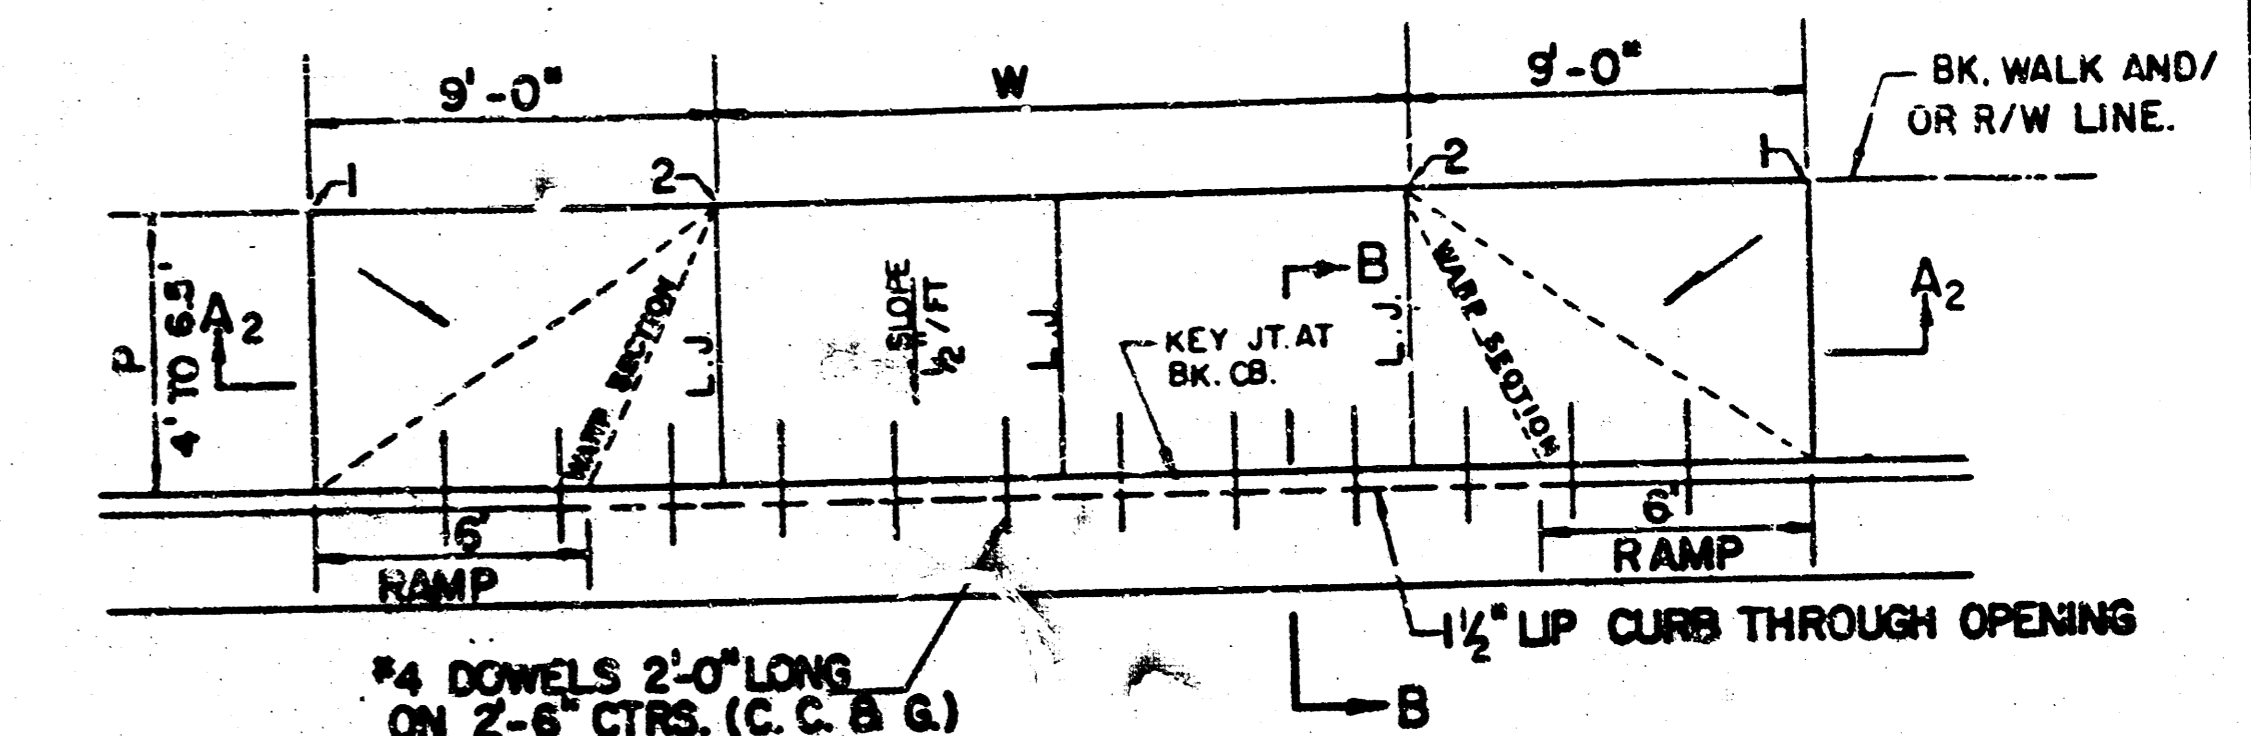 9'-0"
W
9'-0"
BK. WALK AND/
OR R/W LINE.
1
2
2
1
P
4' TO 6.5'
A2
WARP SECTION
L.J.
SLOPE
1/2"/FT
L.J.
B
KEY JT. AT
BK. CB.
L.J.
WARP SECTION
A2
6'
RAMP
6'
RAMP
1 1/2" LIP CURB THROUGH OPENING
#4 DOWELS 2'-0" LONG
ON 2'-6" CTRS. (C. C. & G.)
B